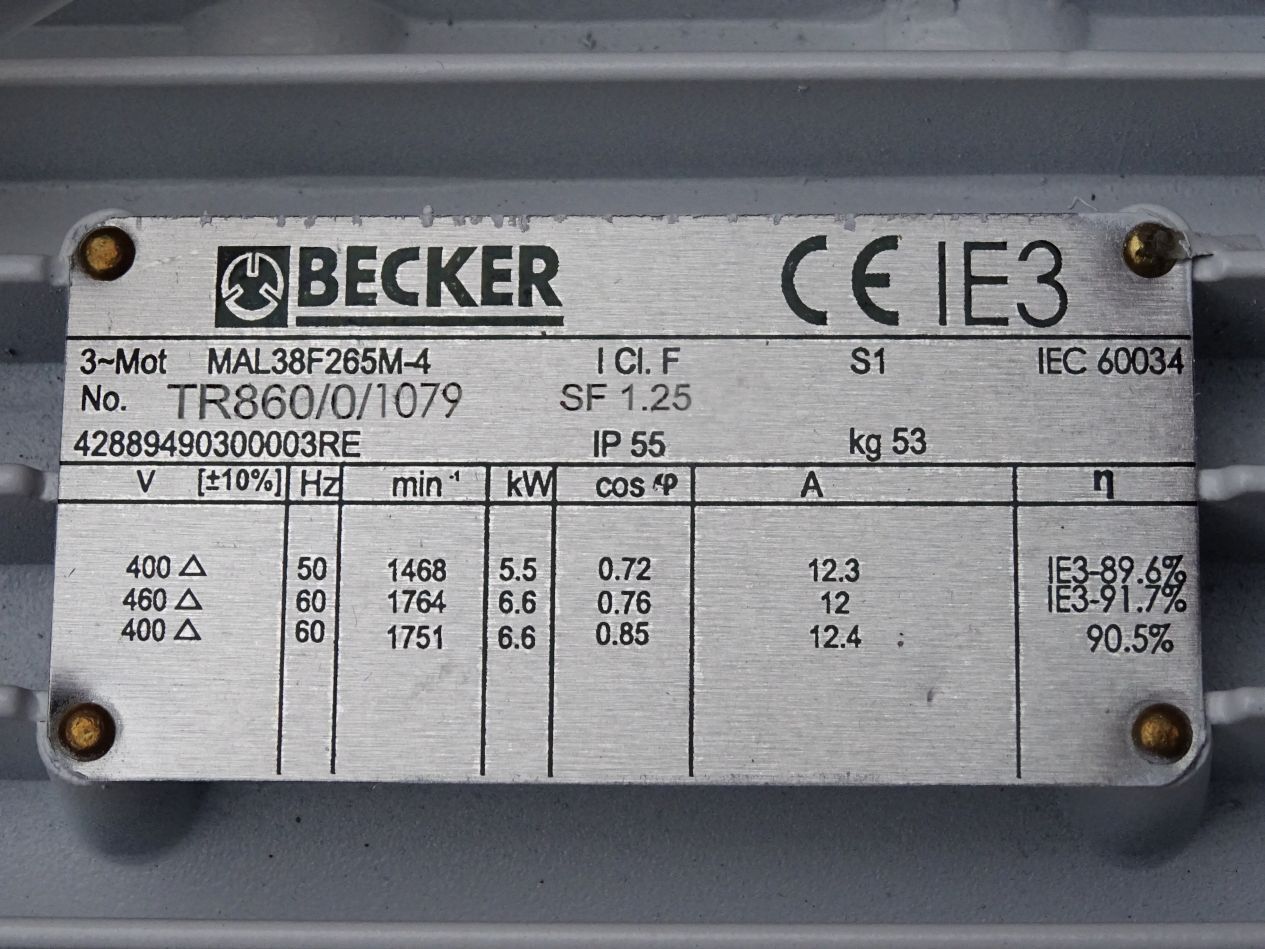 BECKER CE IE3
3~Mot MAL38F265M-4 I Cl. F S1 IEC 60034
No. TR860/0/1079 SF 1.25
42889490300003RE IP 55 kg 53
V [±10%] Hz min⁻¹ kW cos φ A η
400 △ 50 1468 5.5 0.72 12.3 IE3-89.6%
460 △ 60 1764 6.6 0.76 12 IE3-91.7%
400 △ 60 1751 6.6 0.85 12.4 90.5%